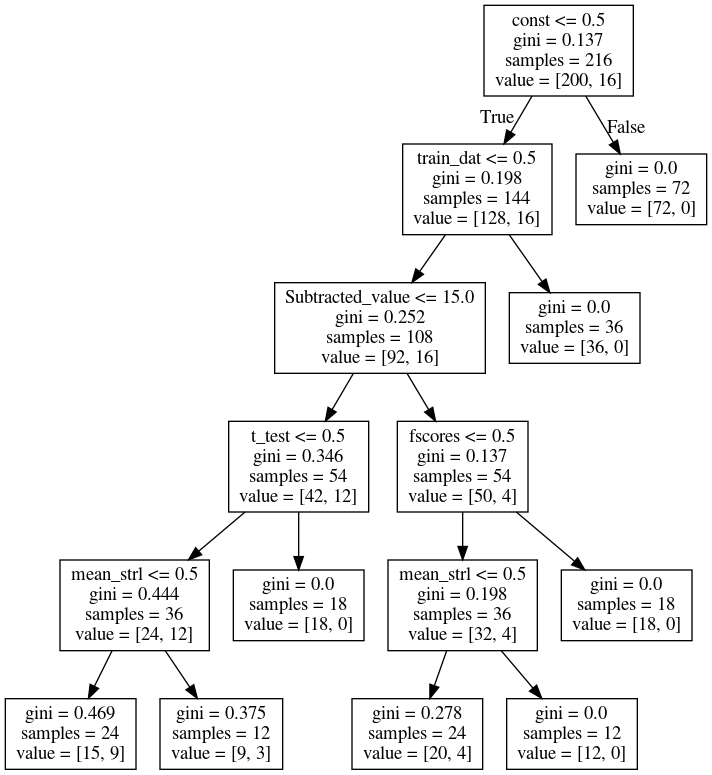 const <= 0.5
gini = 0.137
samples = 216
value = [200, 16]
True
False
train_dat <= 0.5
gini = 0.198
samples = 144
value = [128, 16]
gini = 0.0
samples = 72
value = [72, 0]
Subtracted_value <= 15.0
gini = 0.252
samples = 108
value = [92, 16]
gini = 0.0
samples = 36
value = [36, 0]
t_test <= 0.5
gini = 0.346
samples = 54
value = [42, 12]
fscores <= 0.5
gini = 0.137
samples = 54
value = [50, 4]
mean_strl <= 0.5
gini = 0.444
samples = 36
value = [24, 12]
gini = 0.0
samples = 18
value = [18, 0]
mean_strl <= 0.5
gini = 0.198
samples = 36
value = [32, 4]
gini = 0.0
samples = 18
value = [18, 0]
gini = 0.469
samples = 24
value = [15, 9]
gini = 0.375
samples = 12
value = [9, 3]
gini = 0.278
samples = 24
value = [20, 4]
gini = 0.0
samples = 12
value = [12, 0]